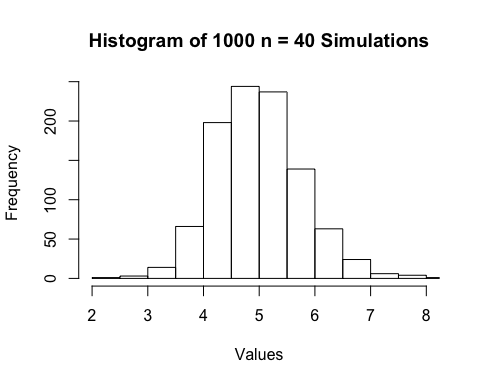 Histogram of 1000 n = 40 Simulations
Frequency
200
100
50
0
2 3 4 5 6 7 8
Values